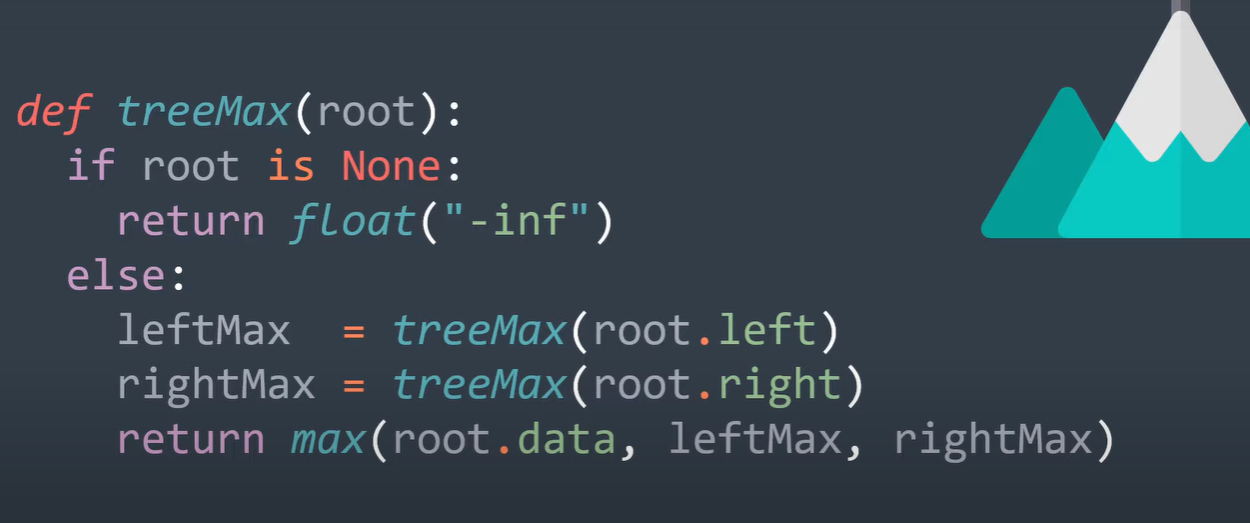 def treeMax(root):
  if root is None:
    return float("-inf")
  else:
    leftMax  = treeMax(root.left)
    rightMax = treeMax(root.right)
    return max(root.data, leftMax, rightMax)